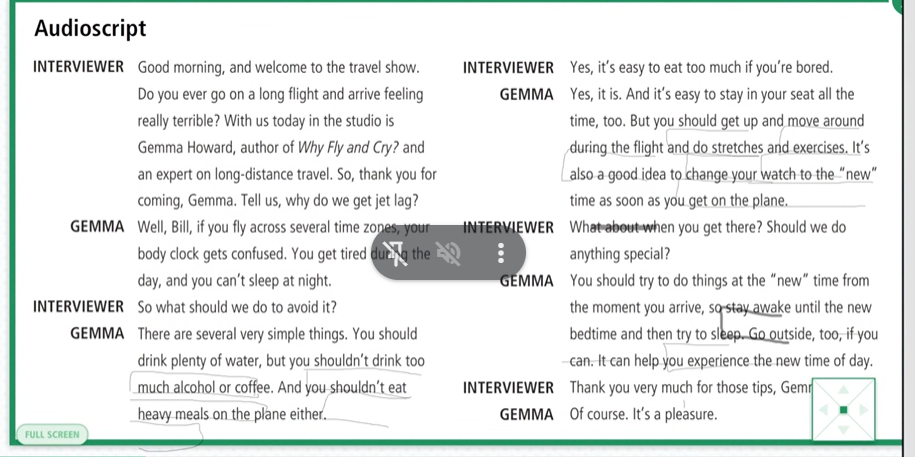 Audioscript
INTERVIEWER Good morning, and welcome to the travel show.
Do you ever go on a long flight and arrive feeling
really terrible? With us today in the studio is
Gemma Howard, author of Why Fly and Cry? and
an expert on long-distance travel. So, thank you for
coming, Gemma. Tell us, why do we get jet lag?
GEMMA Well, Bill, if you fly across several time zones, your
body clock gets confused. You get tired during the
day, and you can't sleep at night.
INTERVIEWER So what should we do to avoid it?
GEMMA There are several very simple things. You should
drink plenty of water, but you shouldn't drink too
much alcohol or coffee. And you shouldn't eat
heavy meals on the plane either.
INTERVIEWER Yes, it's easy to eat too much if you're bored.
GEMMA Yes, it is. And it's easy to stay in your seat all the
time, too. But you should get up and move around
during the flight and do stretches and exercises. It's
also a good idea to change your watch to the "new"
time as soon as you get on the plane.
INTERVIEWER What about when you get there? Should we do
anything special?
GEMMA You should try to do things at the "new" time from
the moment you arrive, so stay awake until the new
bedtime and then try to sleep. Go outside, too, if you
can. It can help you experience the new time of day.
INTERVIEWER Thank you very much for those tips,
GEMMA Of course. It's a pleasure.
FULL SCREEN